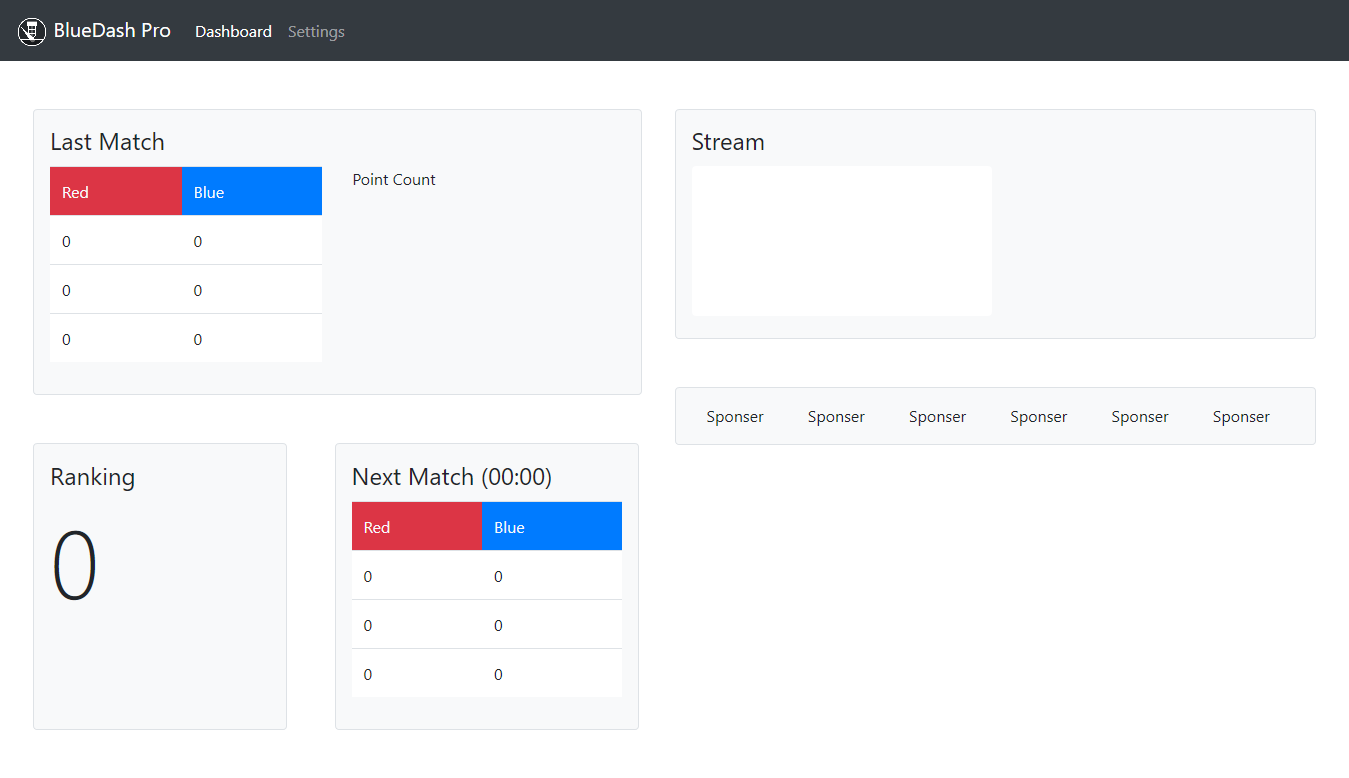 BlueDash Pro Dashboard Settings
Last Match
Red Blue
0 0
0 0
0 0
Point Count
Stream
Sponser Sponser Sponser Sponser Sponser Sponser
Ranking
0
Next Match (00:00)
Red Blue
0 0
0 0
0 0